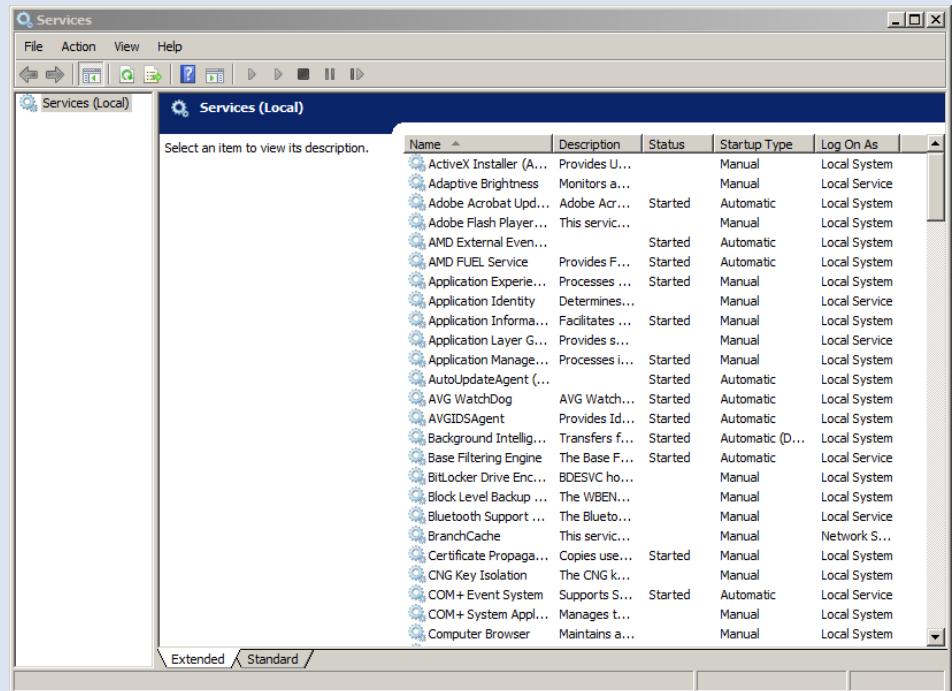 Services
File Action View Help
Services (Local)
Services (Local)
Select an item to view its description.
Name Description Status Startup Type Log On As
ActiveX Installer (A... Provides U... Manual Local System
Adaptive Brightness Monitors a... Manual Local Service
Adobe Acrobat Upd... Adobe Acr... Started Automatic Local System
Adobe Flash Player... This servic... Manual Local System
AMD External Even... Started Automatic Local System
AMD FUEL Service Provides F... Started Automatic Local System
Application Experie... Processes ... Started Manual Local System
Application Identity Determines... Manual Local Service
Application Informa... Facilitates ... Started Manual Local System
Application Layer G... Provides s... Manual Local Service
Application Manage... Processes i... Started Manual Local System
AutoUpdateAgent (... Started Automatic Local System
AVG WatchDog AVG Watch... Started Automatic Local System
AVGIDSAgent Provides Id... Started Automatic Local System
Background Intellig... Transfers f... Started Automatic (D... Local System
Base Filtering Engine The Base F... Started Automatic Local Service
BitLocker Drive Enc... BDESVC ho... Manual Local System
Block Level Backup ... The WBEN... Manual Local System
Bluetooth Support ... The Blueto... Manual Local Service
BranchCache This servic... Manual Network S...
Certificate Propaga... Copies use... Started Manual Local System
CNG Key Isolation The CNG k... Manual Local System
COM+ Event System Supports S... Started Automatic Local Service
COM+ System Appl... Manages t... Manual Local System
Computer Browser Maintains a... Manual Local System
Extended Standard